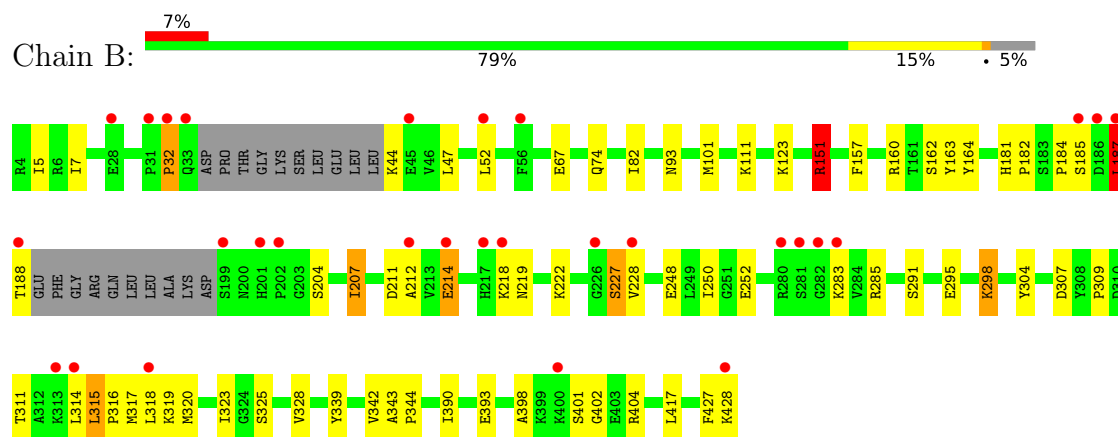 7%
Chain B:
79% 15% • 5%
R4 I5 R6 I7 E28 P31 P32 Q33 ASP PRO THR GLY LYS SER LEU GLU LEU LEU K44 E45 V46 L47 L52 F56 E67 Q74 I82 N93 M101 K111 K123 R151 F157 R160 T161 S162 Y163 Y164 H181 P182 S183 P184 S185 D186 L187
T188 GLU PHE GLY ARG GLN LEU LEU ALA LYS ASP S199 N200 H201 P202 G203 S204 I207 D211 A212 V213 E214 H217 K218 N219 K222 G226 S227 V228 E248 L249 I250 G251 E252 R280 S281 G282 K283 V284 R285 S291 E295 K298 Y304 D307 Y308 P309 D310
T311 A312 K313 L314 L315 P316 M317 L318 K319 M320 I323 G324 S325 V328 Y339 V342 A343 P344 I390 E393 A398 K399 K400 S401 G402 E403 R404 L417 F427 K428